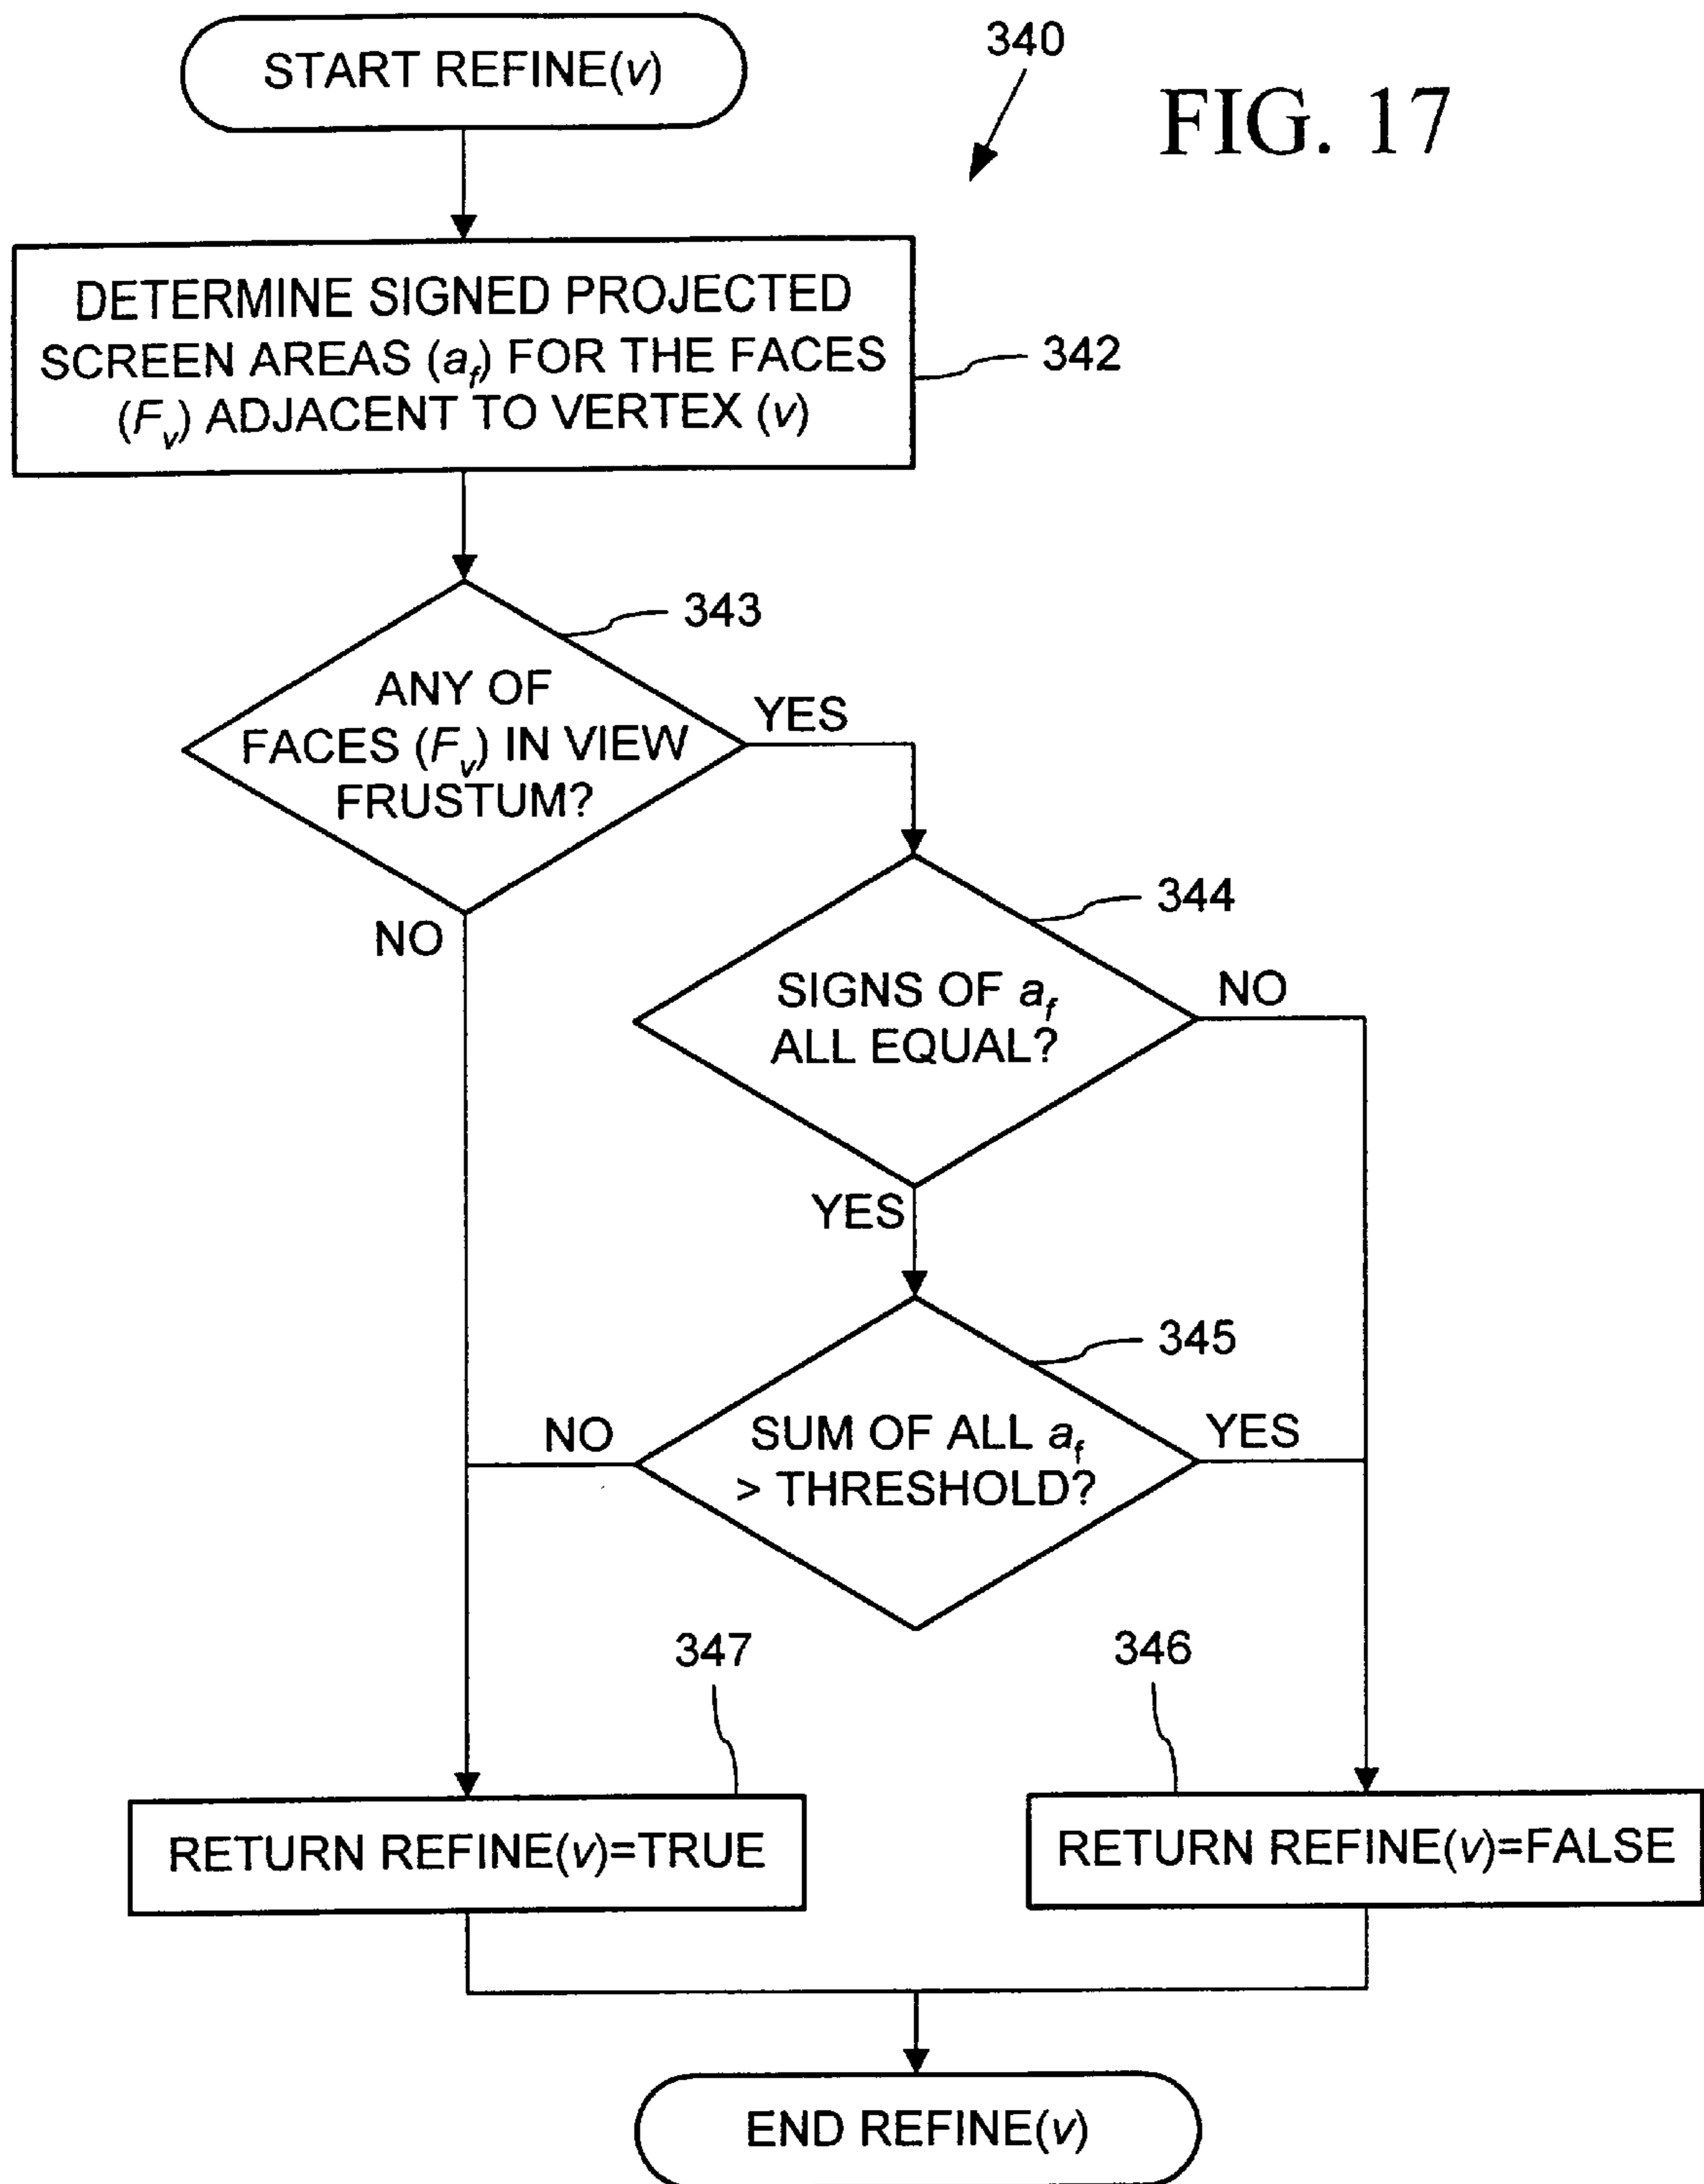 START REFINE(v)
340
FIG. 17
DETERMINE SIGNED PROJECTED
SCREEN AREAS (af) FOR THE FACES
(Fv) ADJACENT TO VERTEX (v)
342
343
ANY OF
FACES (Fv) IN VIEW
FRUSTUM?
YES
NO
344
SIGNS OF af
ALL EQUAL?
NO
YES
345
SUM OF ALL af
> THRESHOLD?
NO
YES
347
346
RETURN REFINE(v)=TRUE
RETURN REFINE(v)=FALSE
END REFINE(v)